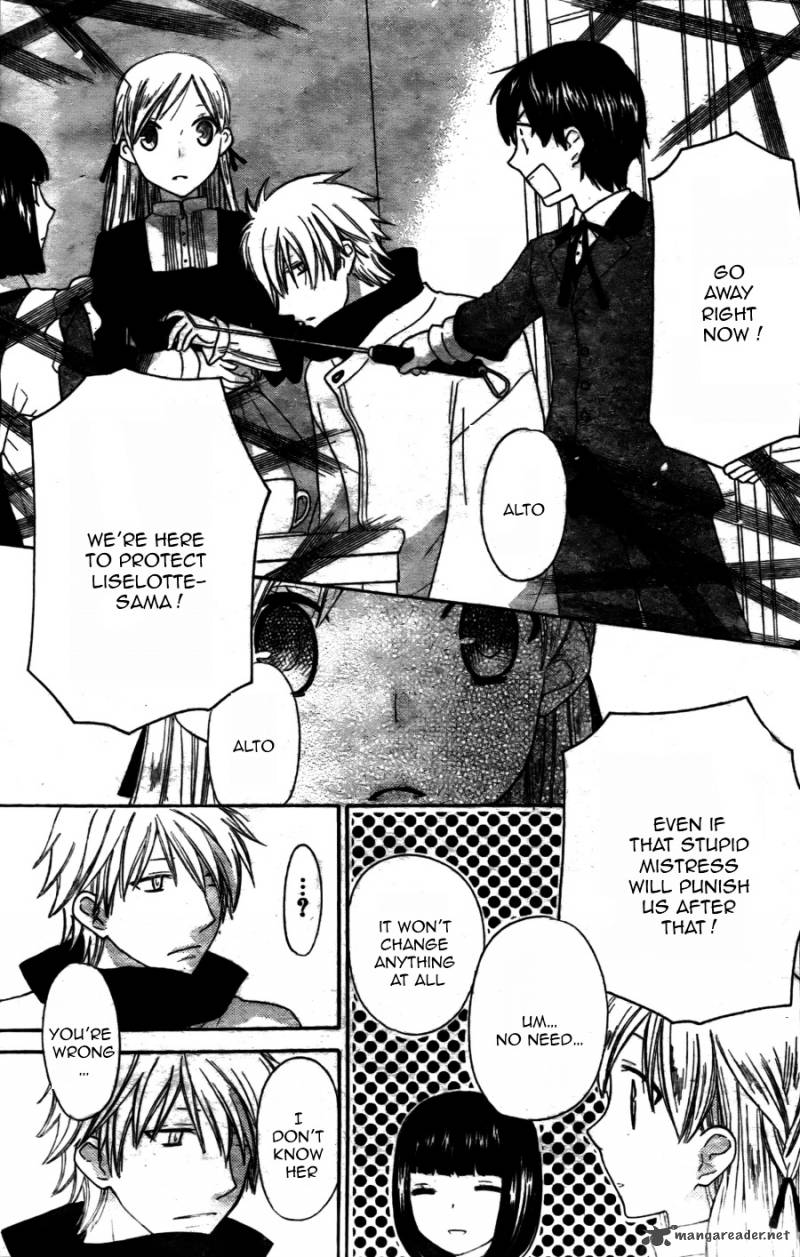 GO
AWAY
RIGHT
NOW!
ALTO
WE'RE HERE
TO PROTECT
LISELOTTE-
SAMA!
ALTO
EVEN IF
THAT STUPID
MISTRESS
WILL PUNISH
US AFTER
THAT!
UM...
NO NEED...
IT WON'T
CHANGE
ANYTHING
AT ALL
...?
YOU'RE
WRONG
...
I
DON'T
KNOW
HER
mangareader.net